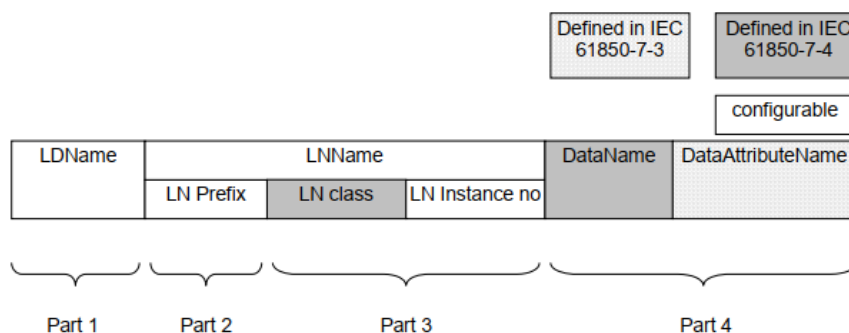 Defined in IEC
61850-7-3
Defined in IEC
61850-7-4
configurable
LDName
LNName
DataName
DataAttributeName
LN Prefix
LN class
LN Instance no
Part 1
Part 2
Part 3
Part 4